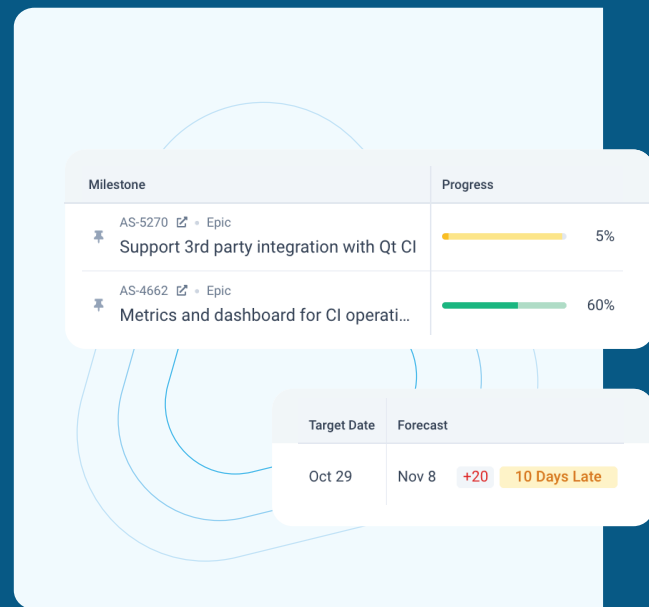 Milestone Progress
AS-5270 • Epic
Support 3rd party integration with Qt CI
5%
AS-4662 • Epic
Metrics and dashboard for CI operati...
60%
Target Date Forecast
Oct 29 Nov 8 +20 10 Days Late